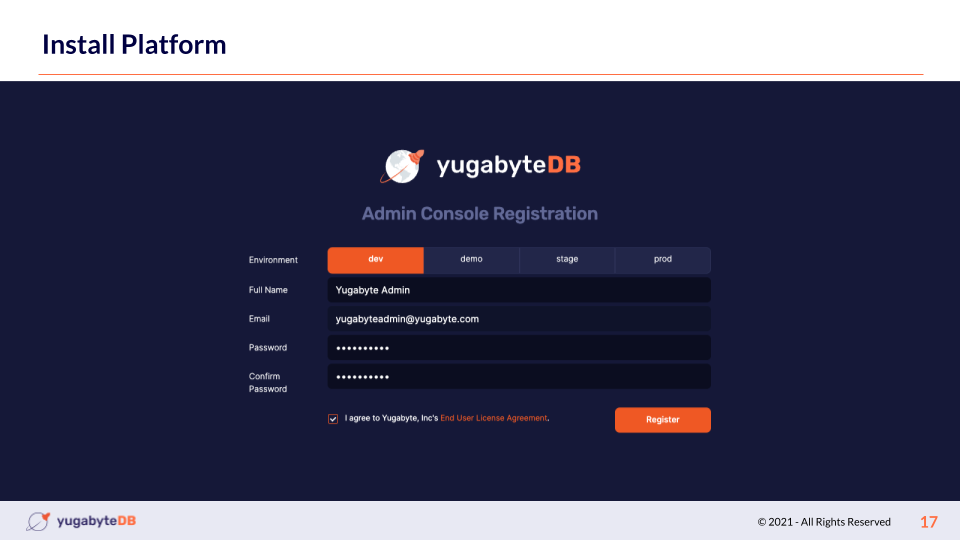 Install Platform
yugabyteDB
Admin Console Registration
Environment
dev
demo
stage
prod
Full Name
Yugabyte Admin
Email
yugabyteadmin@yugabyte.com
Password
••••••••••
Confirm
Password
••••••••••
I agree to Yugabyte, Inc's End User License Agreement.
Register
yugabyteDB
© 2021 - All Rights Reserved
17